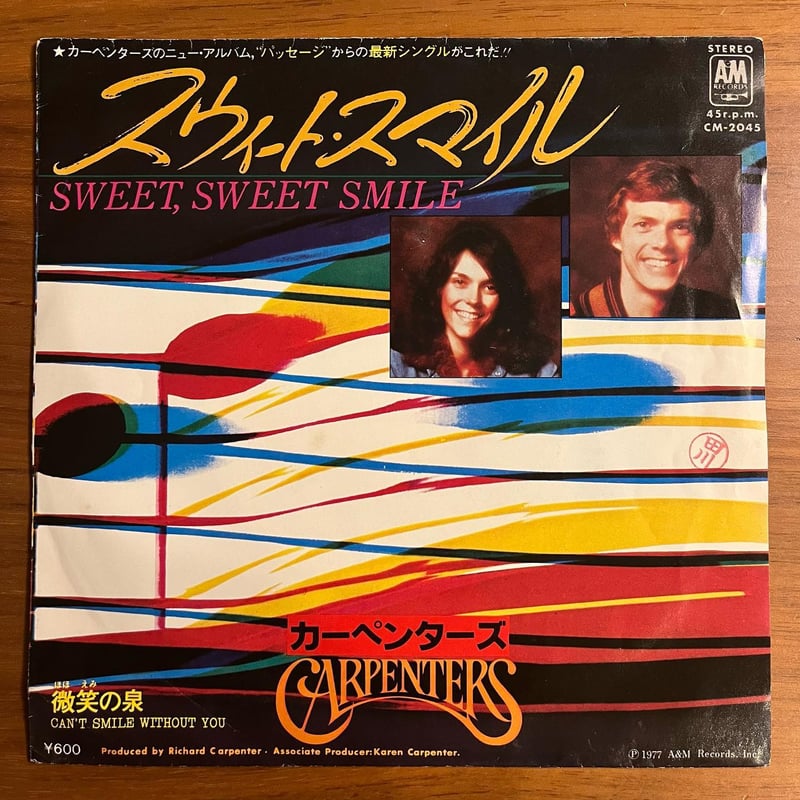 ★カーペンターズのニュー・アルバム,"パッセージ"からの最新シングルがこれだ!!
STEREO
AM
RECORDS
45r.p.m.
CM-2045
スウィート・スマイル
SWEET, SWEET SMILE
田川
カーペンターズ
CARPENTERS
ほほ えみ
微笑の泉
CAN'T SMILE WITHOUT YOU
¥600
Produced by Richard Carpenter · Associate Producer:Karen Carpenter.
Ⓟ 1977 A&M Records, Inc.